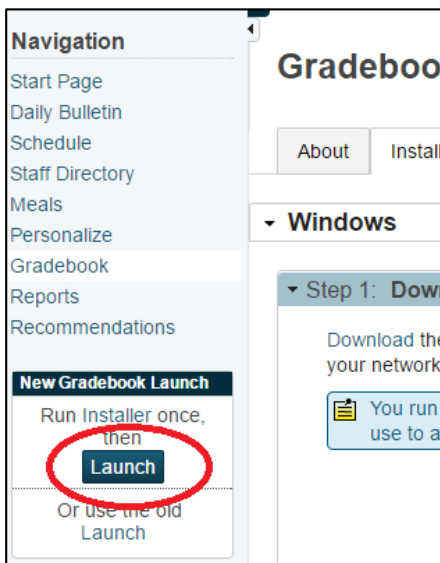 Navigation
Start Page
Daily Bulletin
Schedule
Staff Directory
Meals
Personalize
Gradebook
Reports
Recommendations
New Gradebook Launch
Run Installer once,
then
Launch
Or use the old
Launch
Gradeboo
About Install
Windows
Step 1: Down
Download the
your network
You run
use to a